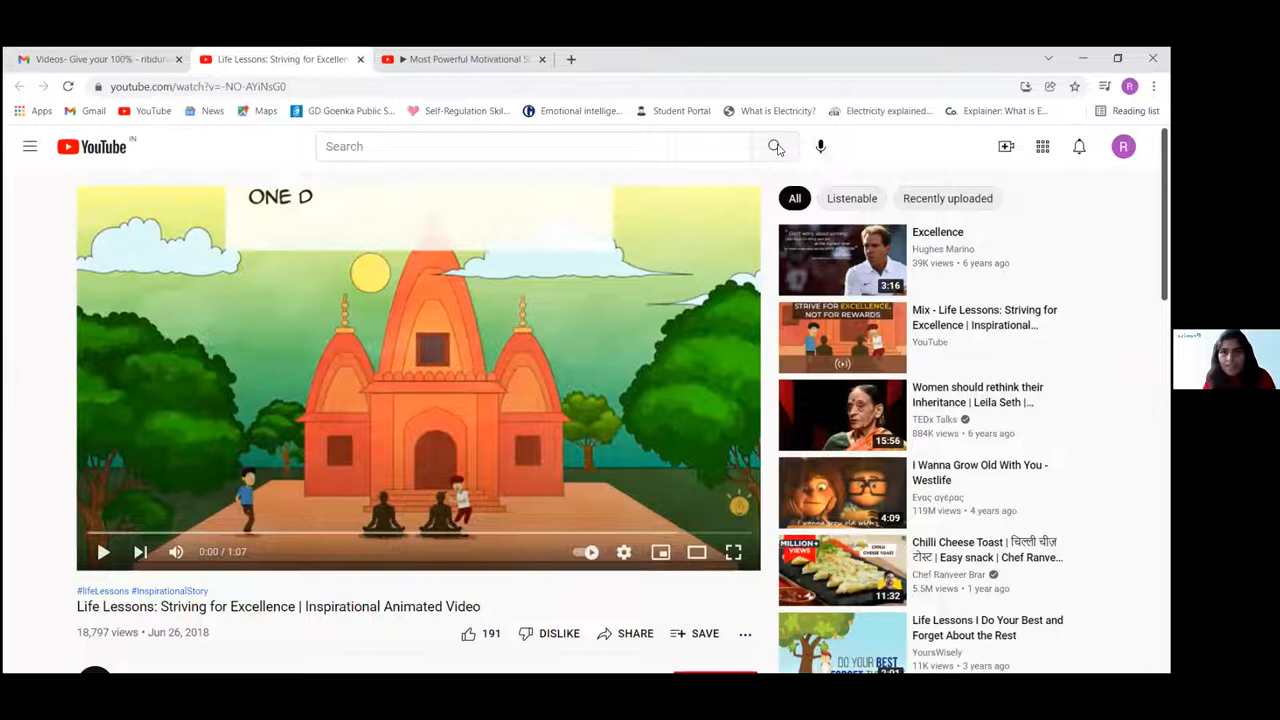 Videos- Give your 100% - ritidur
Life Lessons: Striving for Excellen
▶ Most Powerful Motivational S
youtube.com/watch?v=-NO-AYiNsG0
Apps
Gmail
YouTube
News
Maps
GD Goenka Public S...
Self-Regulation Skil...
Emotional intellige...
Student Portal
What is Electricity?
Electricity explained...
Explainer: What is E...
Reading list
YouTube IN
Search
R
ONE D
All
Listenable
Recently uploaded
Excellence
Hughes Marino
39K views • 6 years ago
3:16
STRIVE FOR EXCELLENCE,
NOT FOR REWARDS
Mix - Life Lessons: Striving for
Excellence | Inspirational...
YouTube
Women should rethink their
Inheritance | Leila Seth |...
TEDx Talks
884K views • 6 years ago
15:56
I Wanna Grow Old With You -
Westlife
Ενας αγέρας
119M views • 4 years ago
4:09
MILLION+
VIEWS
CHILLI
CHEESE TOAST
Chilli Cheese Toast | चिल्ली चीज़
टोस्ट | Easy snack | Chef Ranve...
Chef Ranveer Brar
5.5M views • 1 year ago
11:32
Life Lessons I Do Your Best and
Forget About the Rest
YoursWisely
11K views • 3 years ago
DO YOUR BEST
0:00 / 1:07
#lifeLessons #InspirationalStory
Life Lessons: Striving for Excellence | Inspirational Animated Video
18,797 views • Jun 26, 2018
191
DISLIKE
SHARE
SAVE